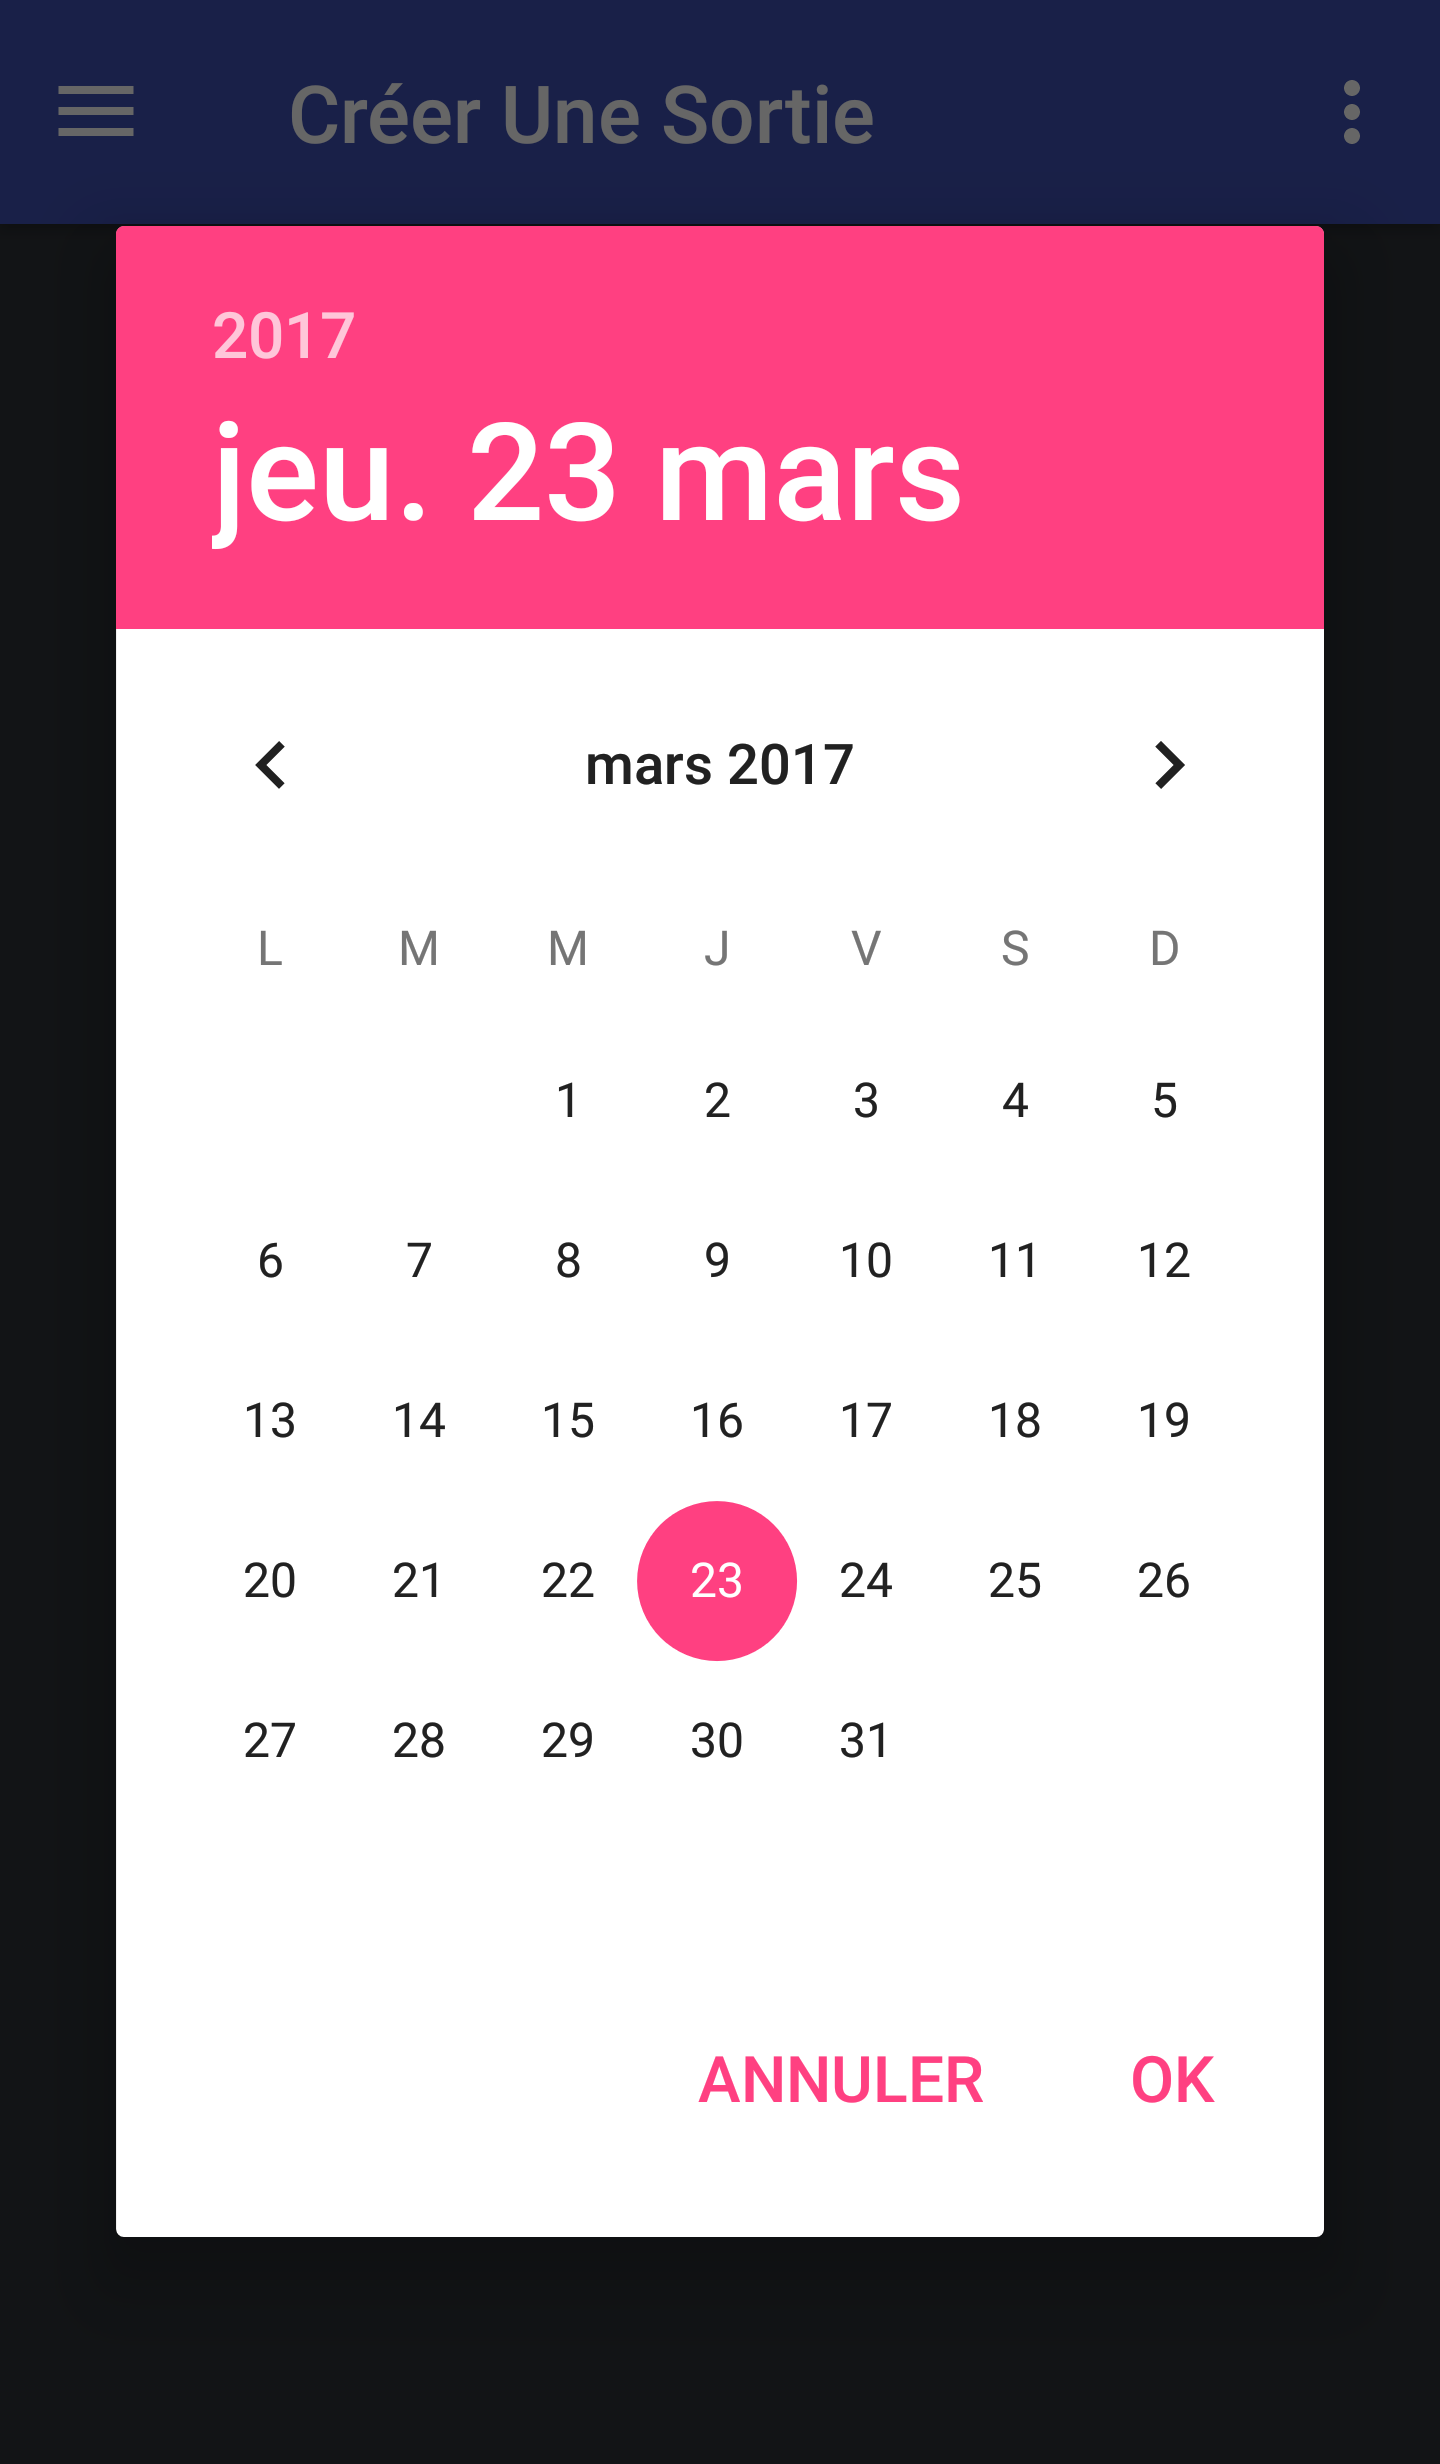 Créer Une Sortie
2017
jeu. 23 mars
mars 2017
L M M J V S D
1 2 3 4 5
6 7 8 9 10 11 12
13 14 15 16 17 18 19
20 21 22 23 24 25 26
27 28 29 30 31
ANNULER OK